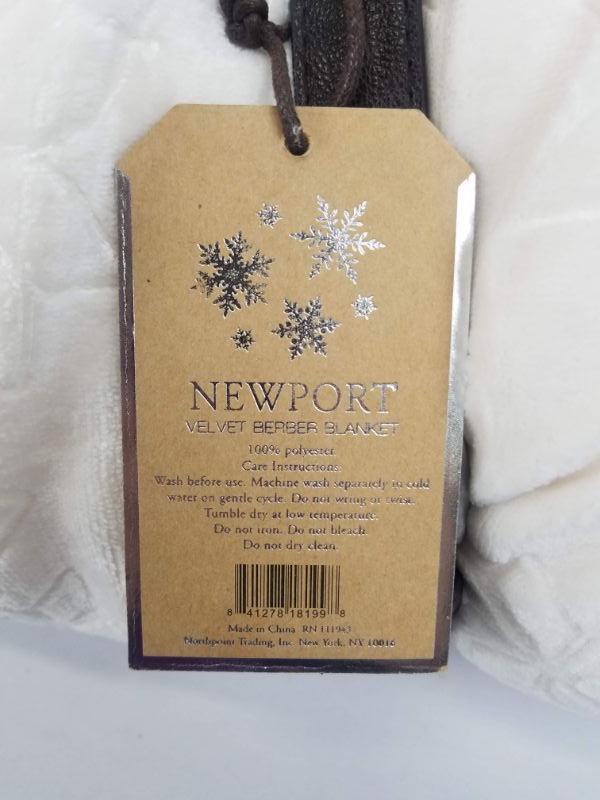 NEWPORT
VELVET BERBER BLANKET
100% polyester.
Care Instructions:
Wash before use. Machine wash separately in cold
water on gentle cycle. Do not wring or twist.
Tumble dry at low temperature.
Do not iron. Do not bleach.
Do not dry clean.
8 41278 18199 8
Made in China RN 111943
Northpoint Trading, Inc. New York, NY 10016